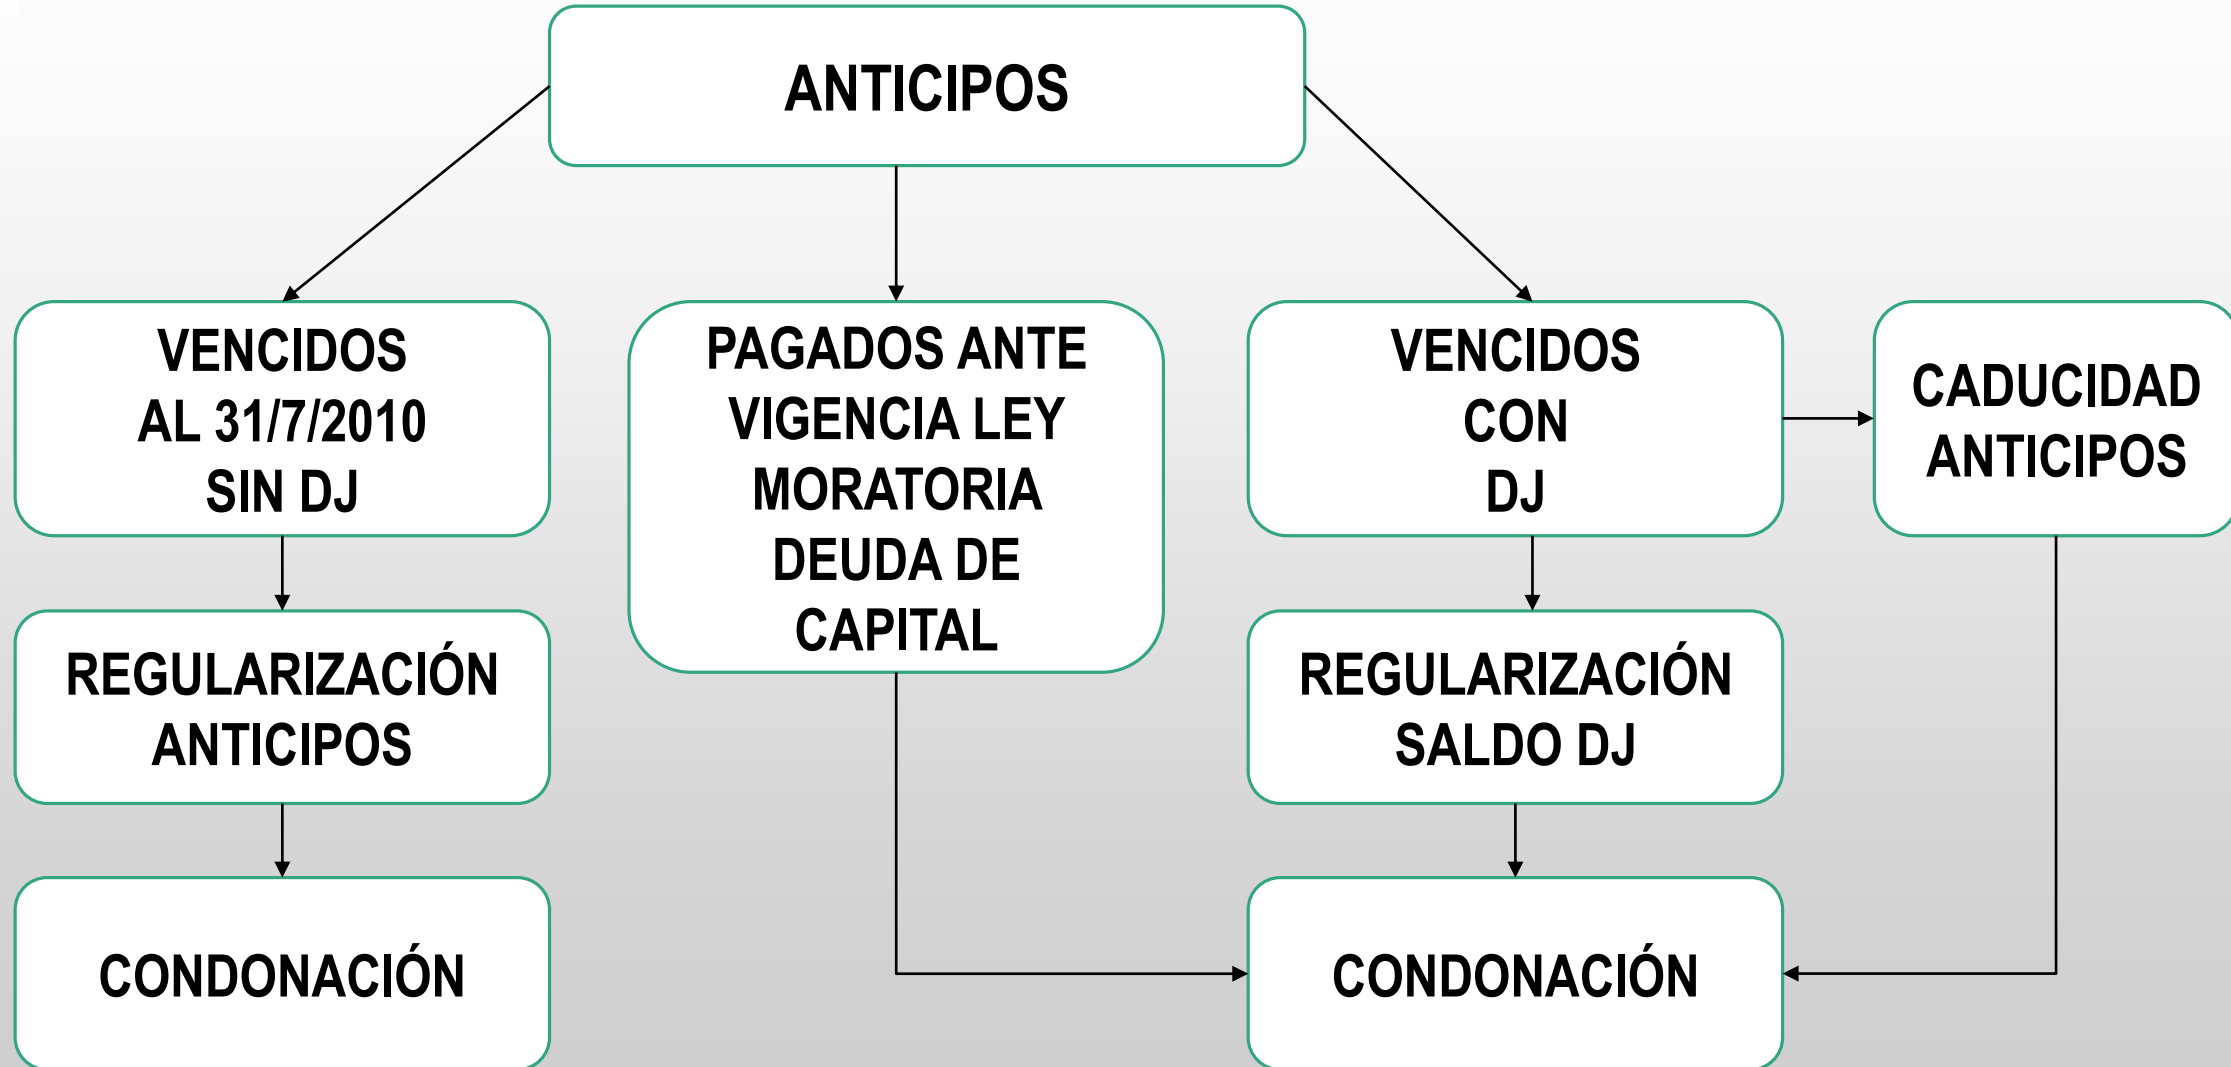 ANTICIPOS
VENCIDOS
AL 31/7/2010
SIN DJ
PAGADOS ANTE
VIGENCIA LEY
MORATORIA
DEUDA DE
CAPITAL
VENCIDOS
CON
DJ
CADUCIDAD
ANTICIPOS
REGULARIZACIÓN
ANTICIPOS
REGULARIZACIÓN
SALDO DJ
CONDONACIÓN
CONDONACIÓN